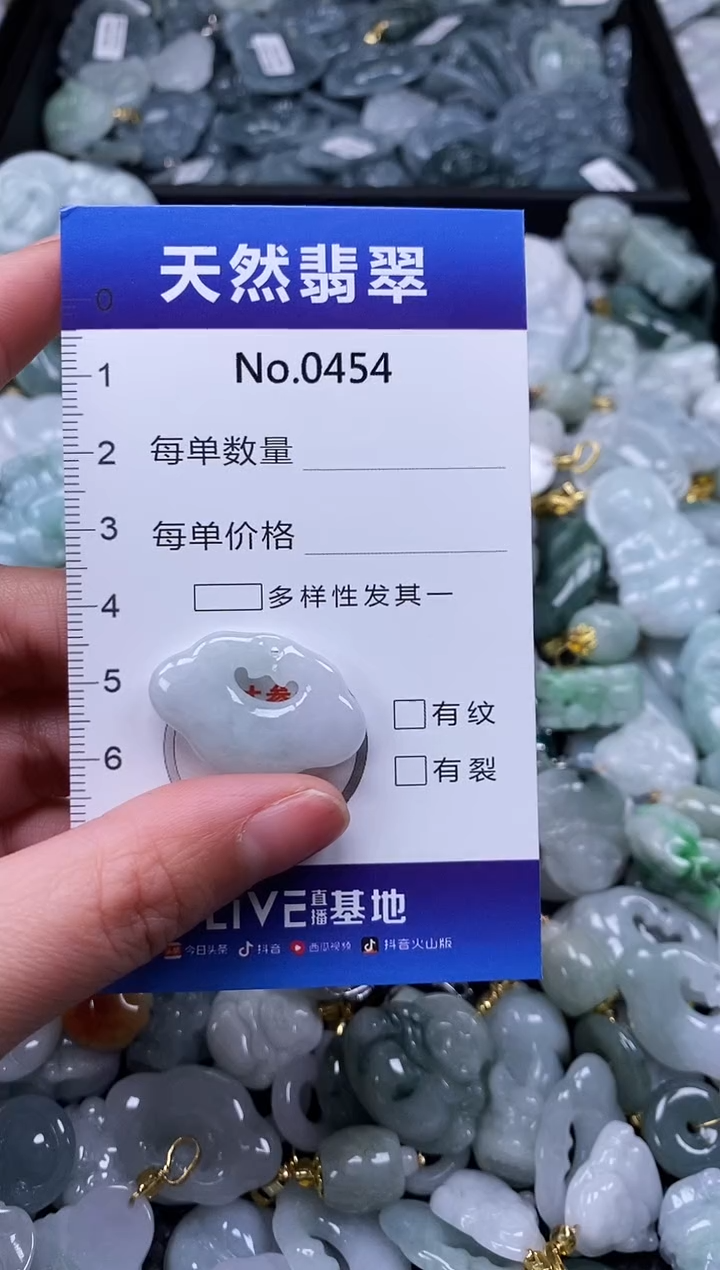 天然翡翠
0
No.0454
1
2
每单数量
3
每单价格
4
多样性发其一
5
6
有纹
有裂
LIVE直播基地
今日头条 抖音 西瓜视频 抖音火山版